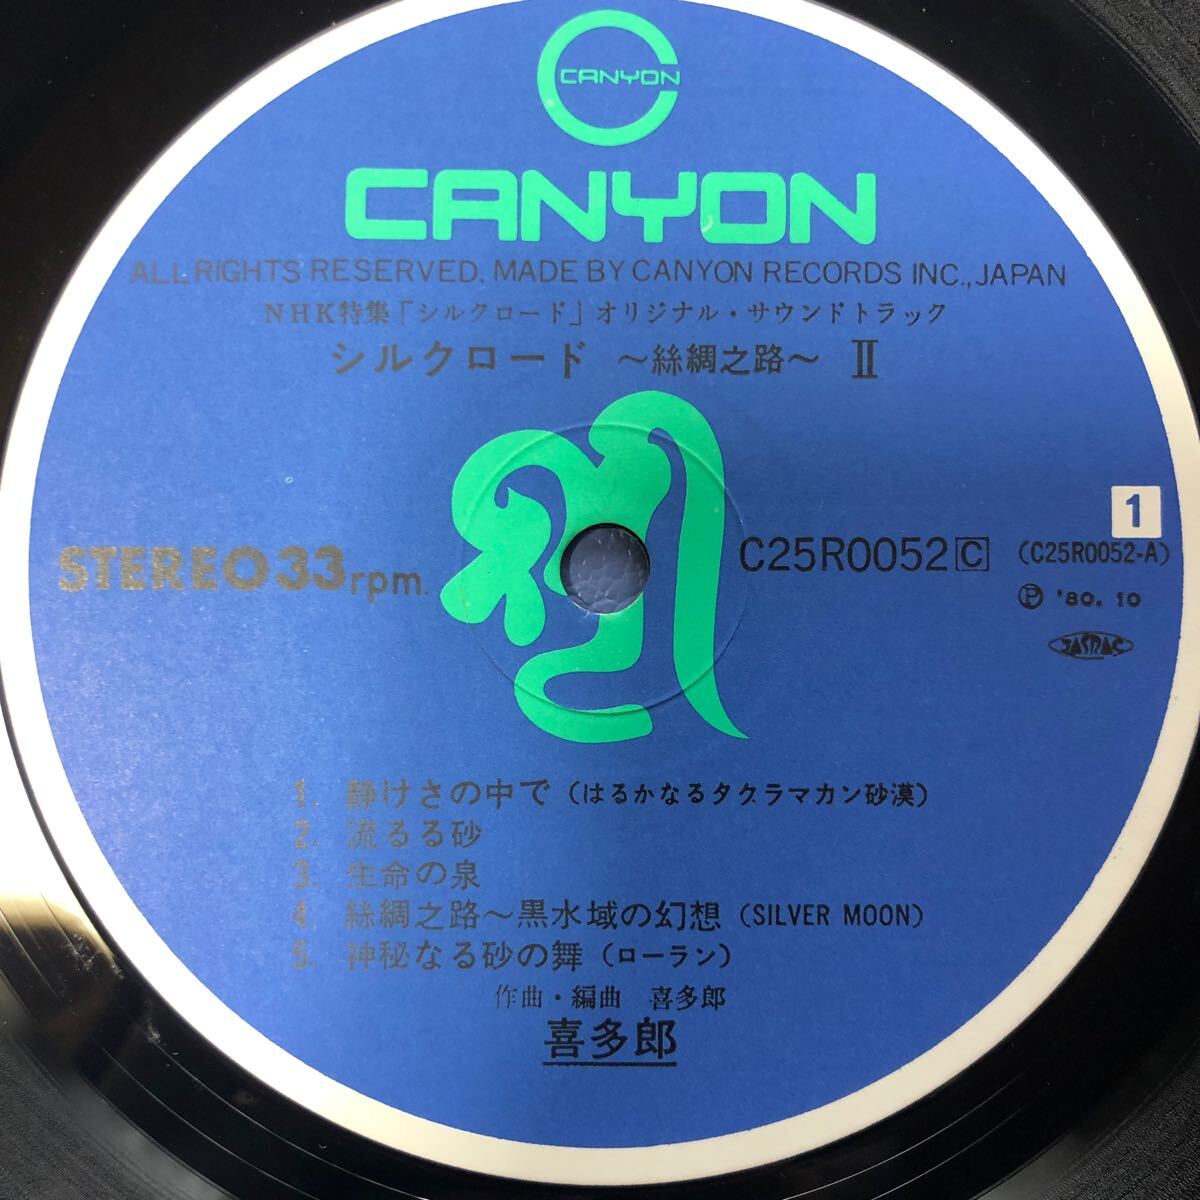 CANYON
CANYON
ALL RIGHTS RESERVED. MADE BY CANYON RECORDS INC., JAPAN
NHK特集「シルクロード」オリジナル・サウンドトラック
シルクロード ～絲綢之路～ II
1
STEREO 33rpm. C25R0052 C (C25R0052-A)
Ⓟ '80. 10
JASRAC
1. 静けさの中で (はるかなるタクラマカン砂漠)
2. 流るる砂
3. 生命の泉
4. 絲綢之路～黒水域の幻想 (SILVER MOON)
5. 神秘なる砂の舞 (ローラン)
作曲・編曲 喜多郎
喜多郎